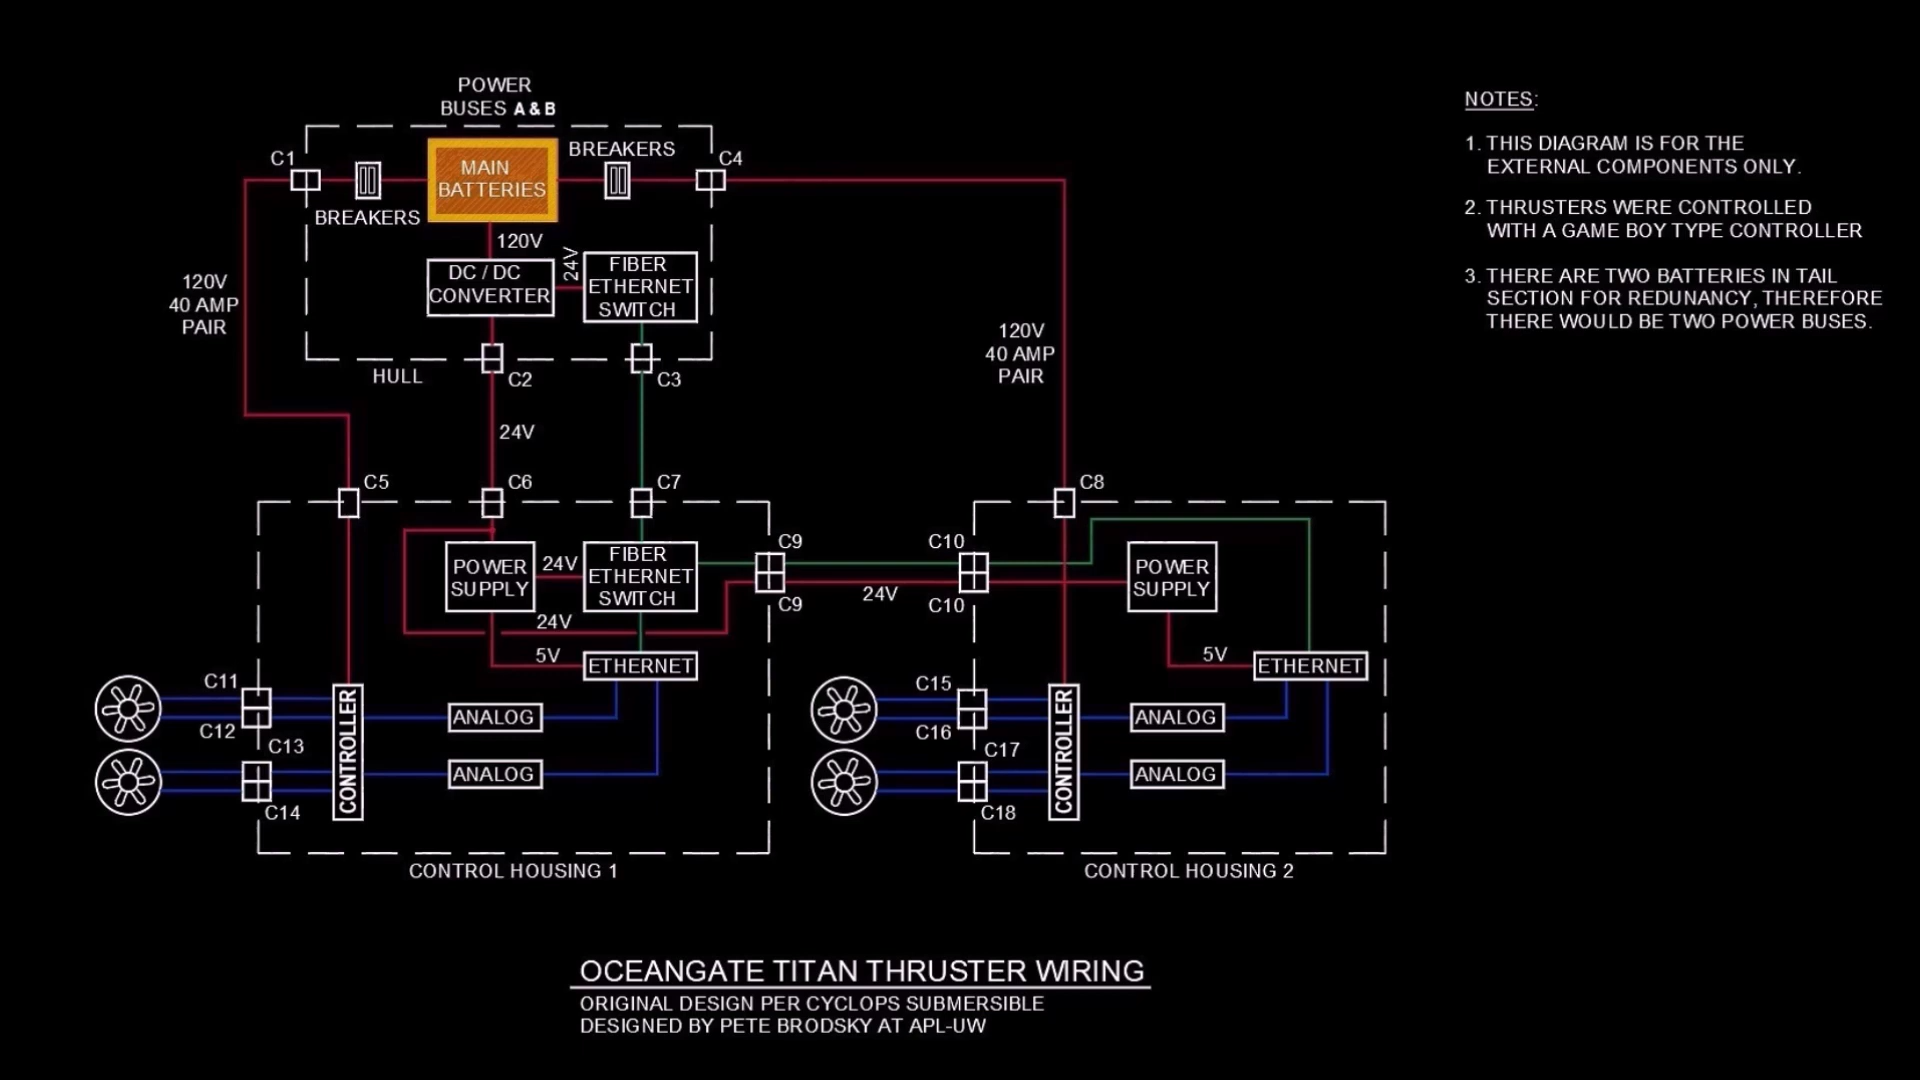 POWER
BUSES A & B
C1
MAIN
BATTERIES
BREAKERS
C4
BREAKERS
120V
24V
DC / DC
CONVERTER
FIBER
ETHERNET
SWITCH
120V
40 AMP
PAIR
HULL
C2
C3
120V
40 AMP
PAIR
24V
C5
C6
C7
C8
POWER
SUPPLY
24V
FIBER
ETHERNET
SWITCH
C9
C9
C10
C10
24V
POWER
SUPPLY
24V
5V
ETHERNET
5V
ETHERNET
C11
C12
C13
C14
CONTROLLER
ANALOG
ANALOG
C15
C16
C17
C18
CONTROLLER
ANALOG
ANALOG
CONTROL HOUSING 1
CONTROL HOUSING 2
NOTES:
1. THIS DIAGRAM IS FOR THE
EXTERNAL COMPONENTS ONLY.
2. THRUSTERS WERE CONTROLLED
WITH A GAME BOY TYPE CONTROLLER
3. THERE ARE TWO BATTERIES IN TAIL
SECTION FOR REDUNANCY, THEREFORE
THERE WOULD BE TWO POWER BUSES.
OCEANGATE TITAN THRUSTER WIRING
ORIGINAL DESIGN PER CYCLOPS SUBMERSIBLE
DESIGNED BY PETE BRODSKY AT APL-UW